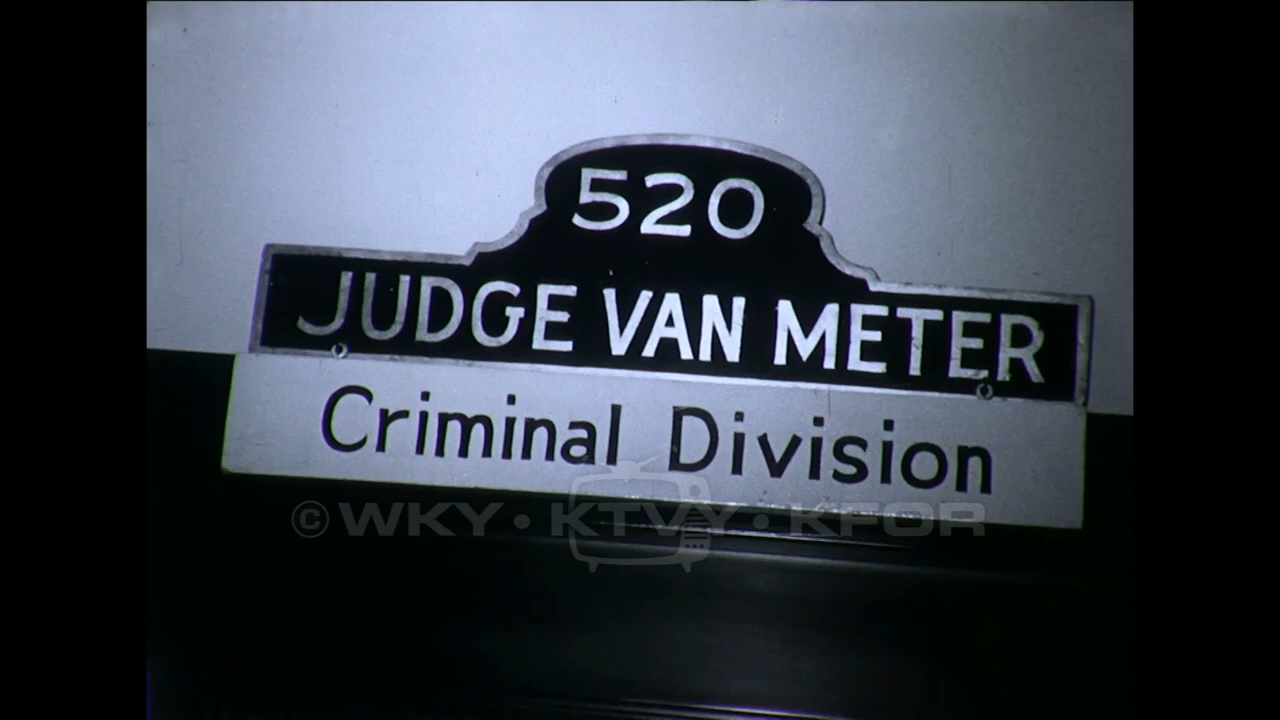 520
JUDGE VAN METER
Criminal Division
© WKY • KTVY • KFOR